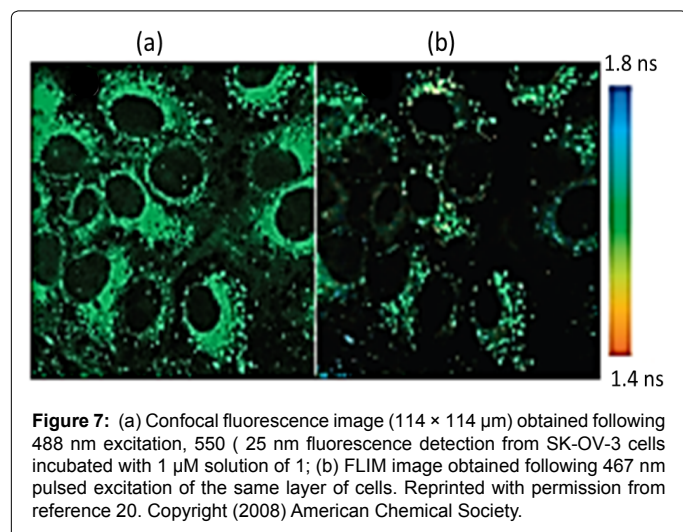 (a) (b)
1.8 ns
1.4 ns
Figure 7: (a) Confocal fluorescence image (114 × 114 µm) obtained following
488 nm excitation, 550 ( 25 nm fluorescence detection from SK-OV-3 cells
incubated with 1 µM solution of 1; (b) FLIM image obtained following 467 nm
pulsed excitation of the same layer of cells. Reprinted with permission from
reference 20. Copyright (2008) American Chemical Society.